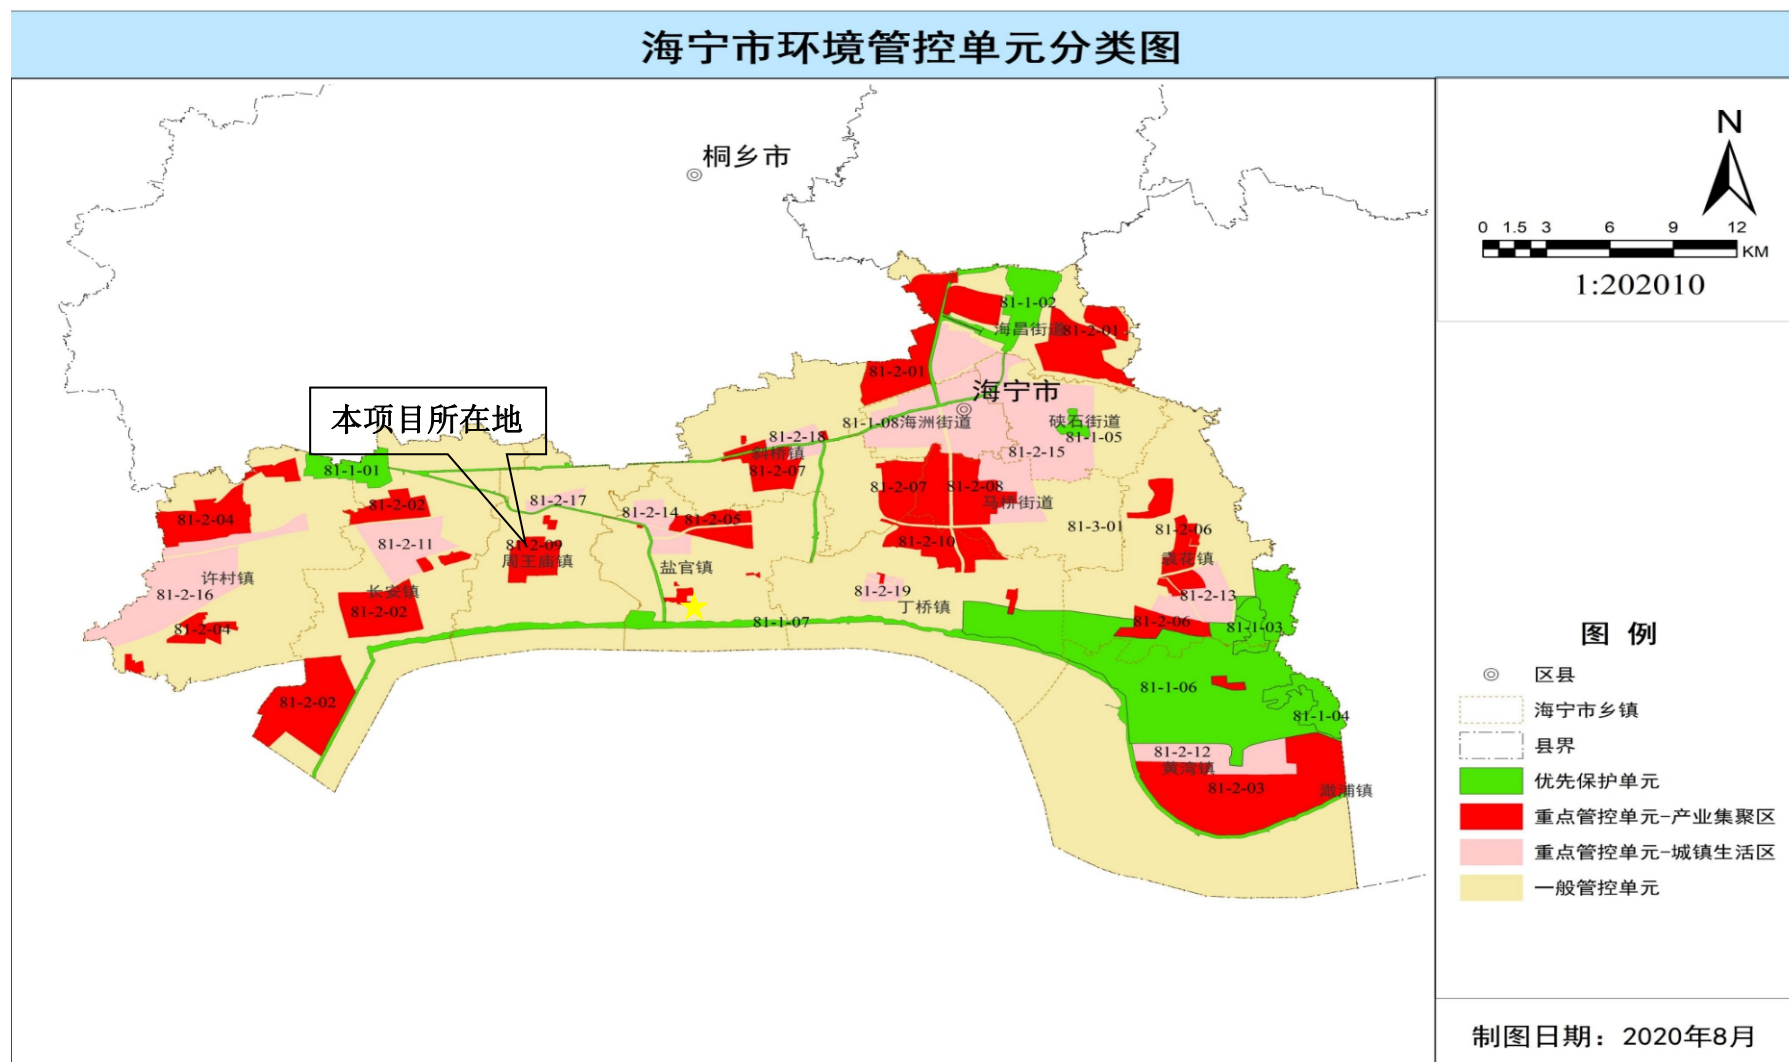 海宁市环境管控单元分类图
桐乡市
N
0 1.5 3 6 9 12
KM
1:202010
81-1-02
海昌街道
81-2-01
81-2-01
海宁市
本项目所在地
81-1-08
海洲街道
硖石街道
81-1-05
81-2-18
斜桥镇
81-2-15
81-1-01
81-2-07
81-2-07
81-2-08
马桥街道
81-2-17
81-2-02
81-2-04
81-2-14
81-2-05
81-3-01
81-2-06
81-2-11
81-2-09
周王庙镇
81-2-10
袁花镇
盐官镇
许村镇
长安镇
81-2-16
81-2-02
81-2-19
丁桥镇
81-2-13
81-2-04
81-1-07
81-2-06
81-1-03
81-1-06
81-2-02
81-1-04
81-2-12
黄湾镇
81-2-03
澉浦镇
图 例
区县
海宁市乡镇
县界
优先保护单元
重点管控单元-产业集聚区
重点管控单元-城镇生活区
一般管控单元
制图日期：2020年8月